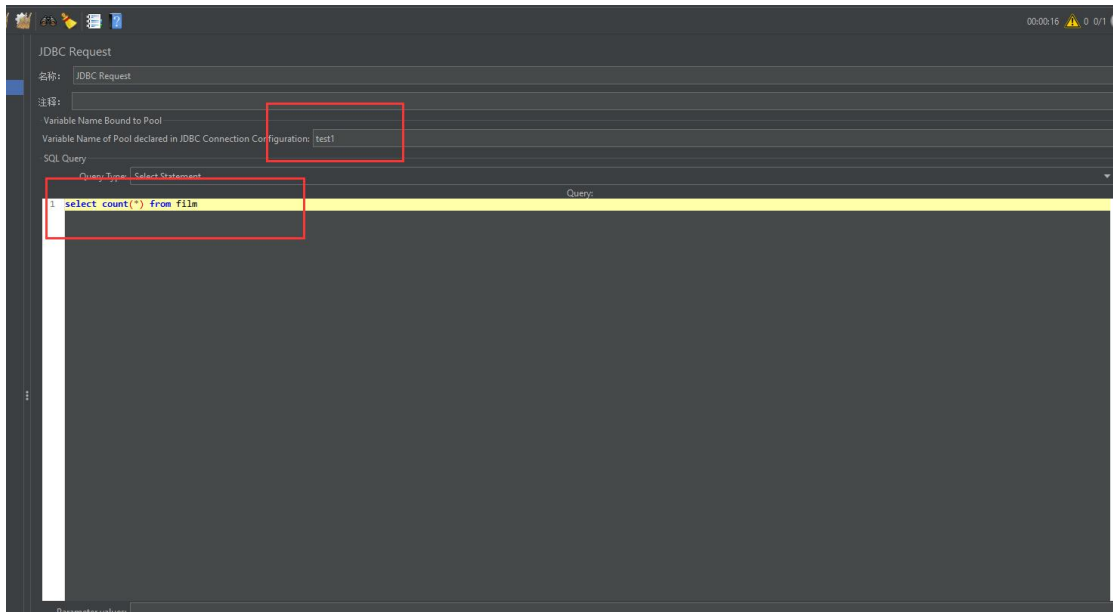 00:00:16 0 0/1
JDBC Request
名称: JDBC Request
注释:
Variable Name Bound to Pool
Variable Name of Pool declared in JDBC Connection Configuration: test1
SQL Query
Query Type: Select Statement
Query:
1 select count(*) from film
Parameter values: